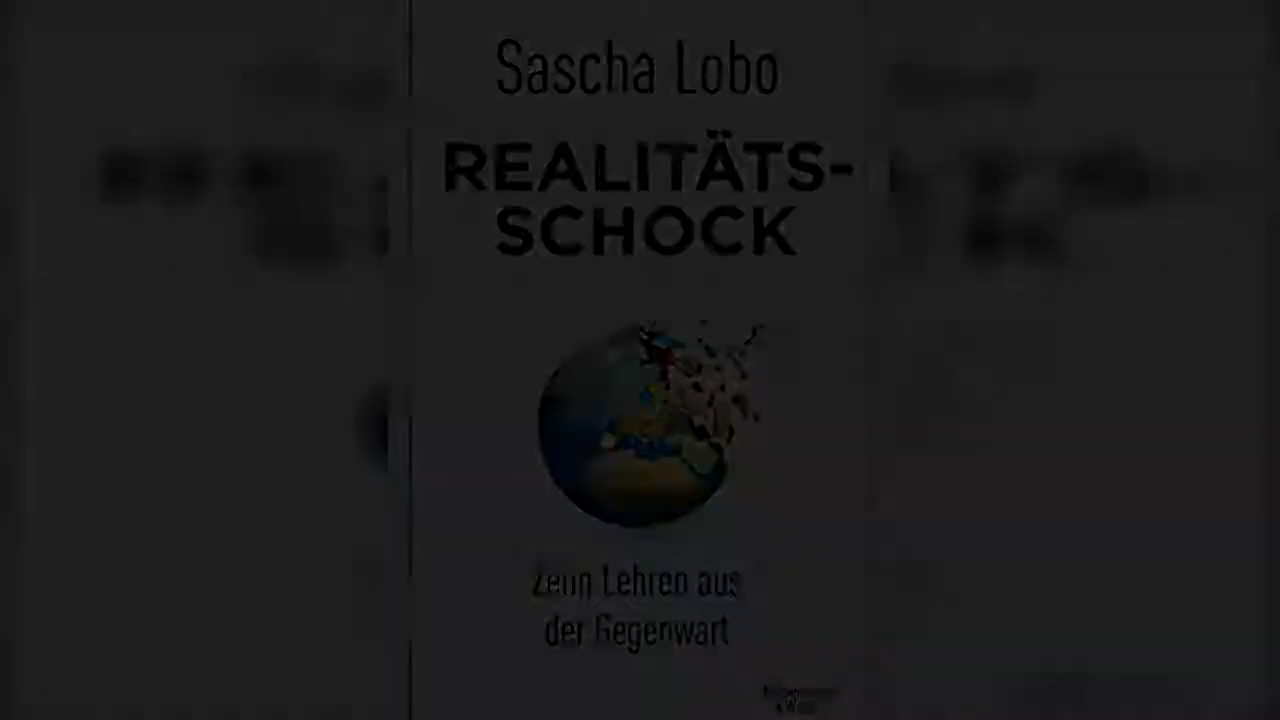 Sascha Lobo
REALITÄTS-
SCHOCK
Zehn Lehren aus
der Gegenwart